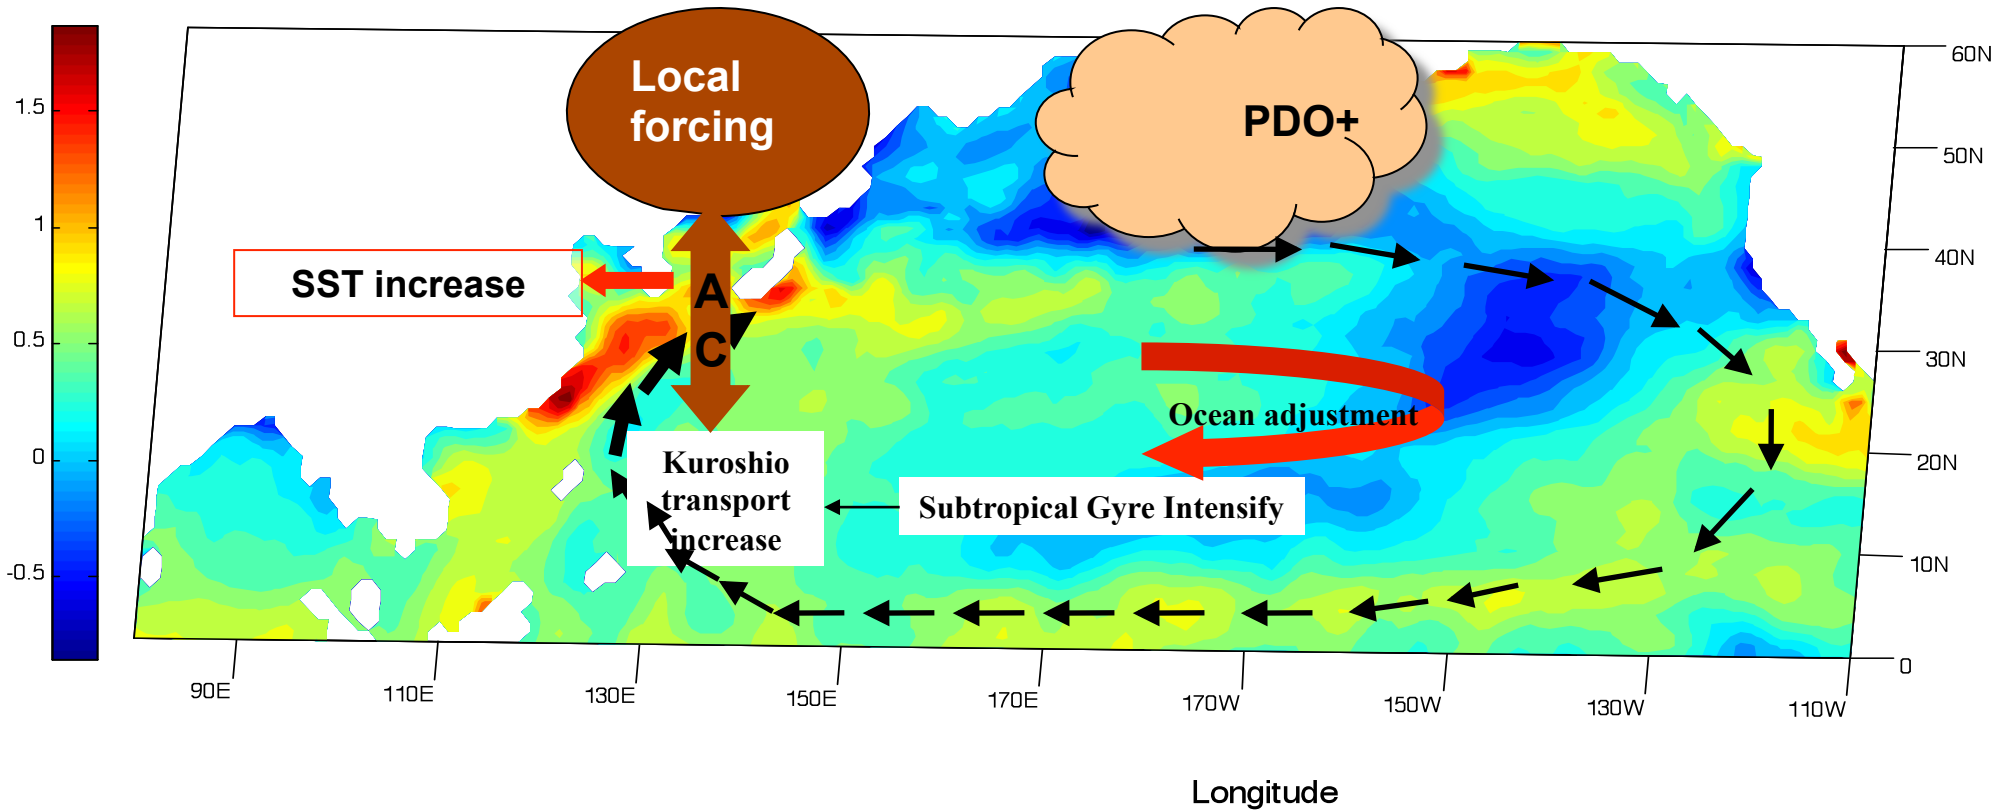 Local
forcing
PDO+
SST increase
A
C
Ocean adjustment
Kuroshio
transport
increase
Subtropical Gyre Intensify
1.5
1
0.5
0
-0.5
60N
50N
40N
30N
20N
10N
0
90E
110E
130E
150E
170E
170W
150W
130W
110W
Longitude